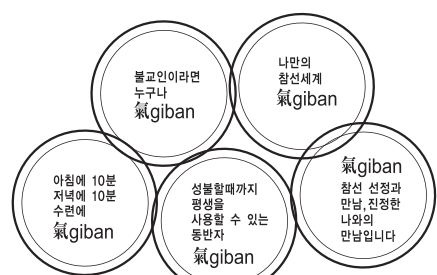 불교인이라면
누구나
氣giban
나만의
참선세계
氣giban
아침에 10분
저녁에 10분
수련에
氣giban
성불할때까지
평생을
사용할 수 있는
동반자
氣giban
氣giban
참선 선정과
만남,진정한
나와의
만남입니다